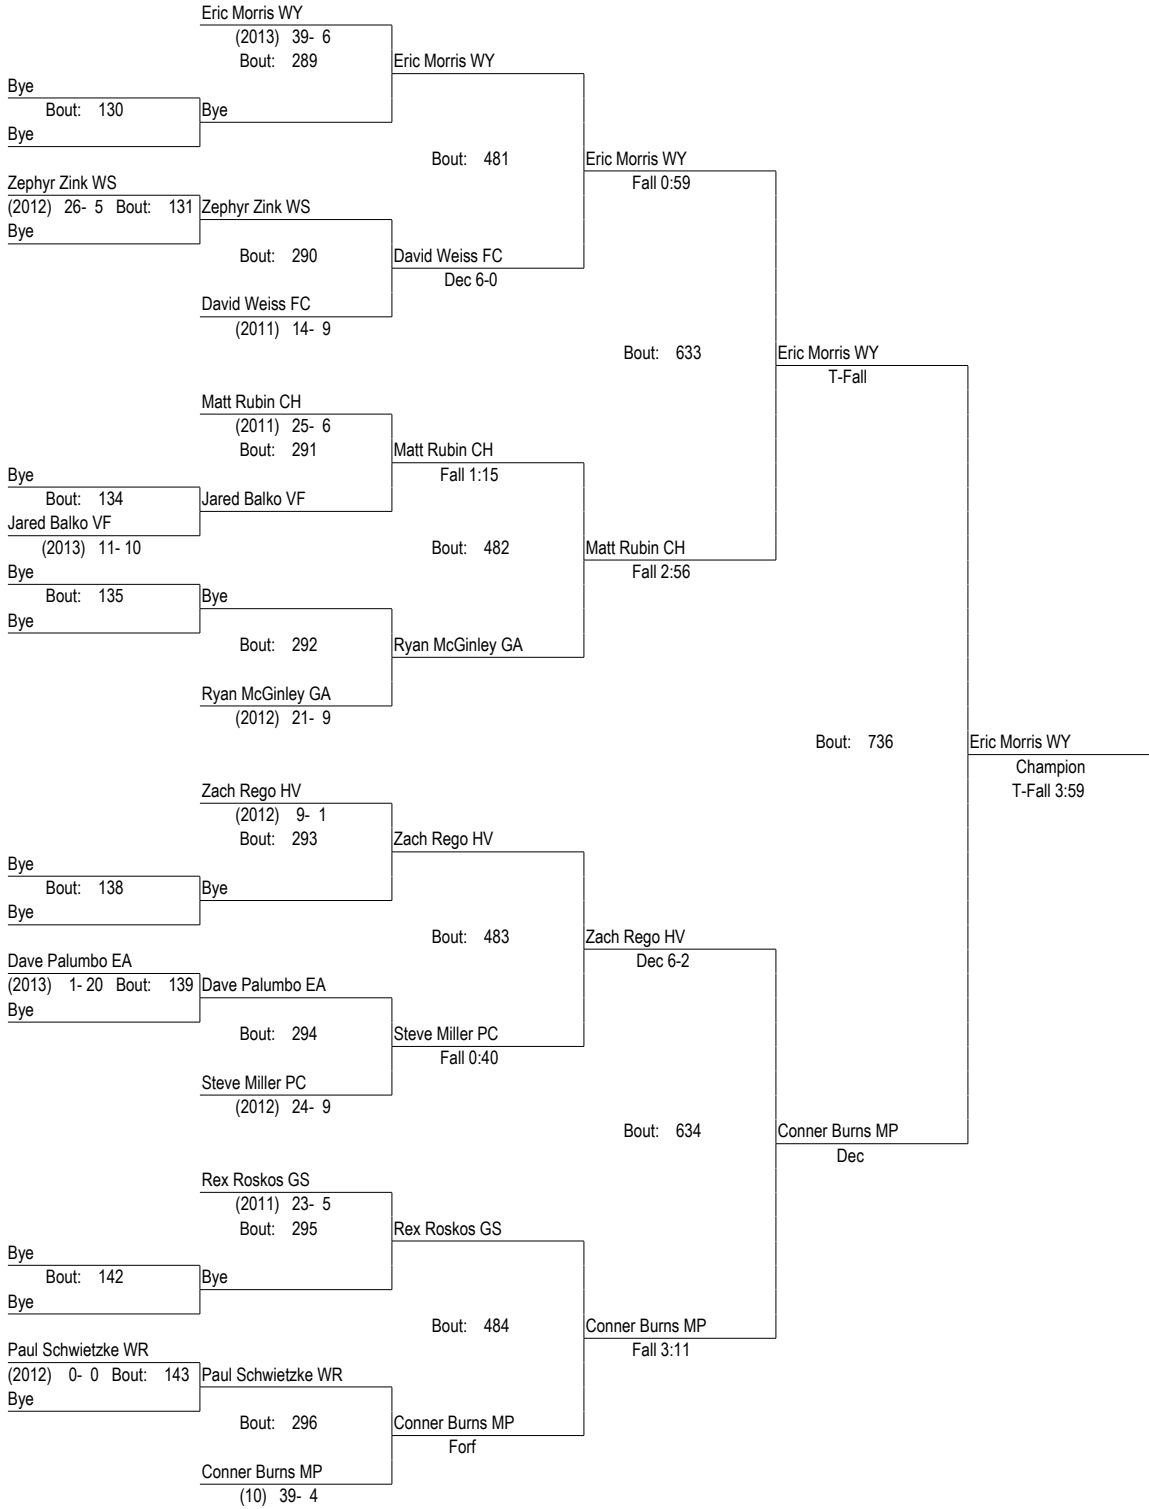 Eric Morris WY
(2013) 39- 6
Bout: 289
Eric Morris WY
Bye
Bout: 130
Bye
Bye
Bout: 481
Eric Morris WY
Fall 0:59
Zephyr Zink WS
(2012) 26- 5 Bout: 131
Zephyr Zink WS
Bye
Bout: 290
David Weiss FC
Dec 6-0
David Weiss FC
(2011) 14- 9
Bout: 633
Eric Morris WY
T-Fall
Matt Rubin CH
(2011) 25- 6
Bout: 291
Matt Rubin CH
Fall 1:15
Bye
Bout: 134
Jared Balko VF
Jared Balko VF
(2013) 11- 10
Bout: 482
Matt Rubin CH
Fall 2:56
Bye
Bout: 135
Bye
Bye
Bout: 292
Ryan McGinley GA
Ryan McGinley GA
(2012) 21- 9
Bout: 736
Eric Morris WY
Champion
T-Fall 3:59
Zach Rego HV
(2012) 9- 1
Bout: 293
Zach Rego HV
Bye
Bout: 138
Bye
Bye
Bout: 483
Zach Rego HV
Dec 6-2
Dave Palumbo EA
(2013) 1- 20 Bout: 139
Dave Palumbo EA
Bye
Bout: 294
Steve Miller PC
Fall 0:40
Steve Miller PC
(2012) 24- 9
Bout: 634
Conner Burns MP
Dec
Rex Roskos GS
(2011) 23- 5
Bout: 295
Rex Roskos GS
Bye
Bout: 142
Bye
Bye
Bout: 484
Conner Burns MP
Fall 3:11
Paul Schwietzke WR
(2012) 0- 0 Bout: 143
Paul Schwietzke WR
Bye
Bout: 296
Conner Burns MP
Forf
Conner Burns MP
(10) 39- 4